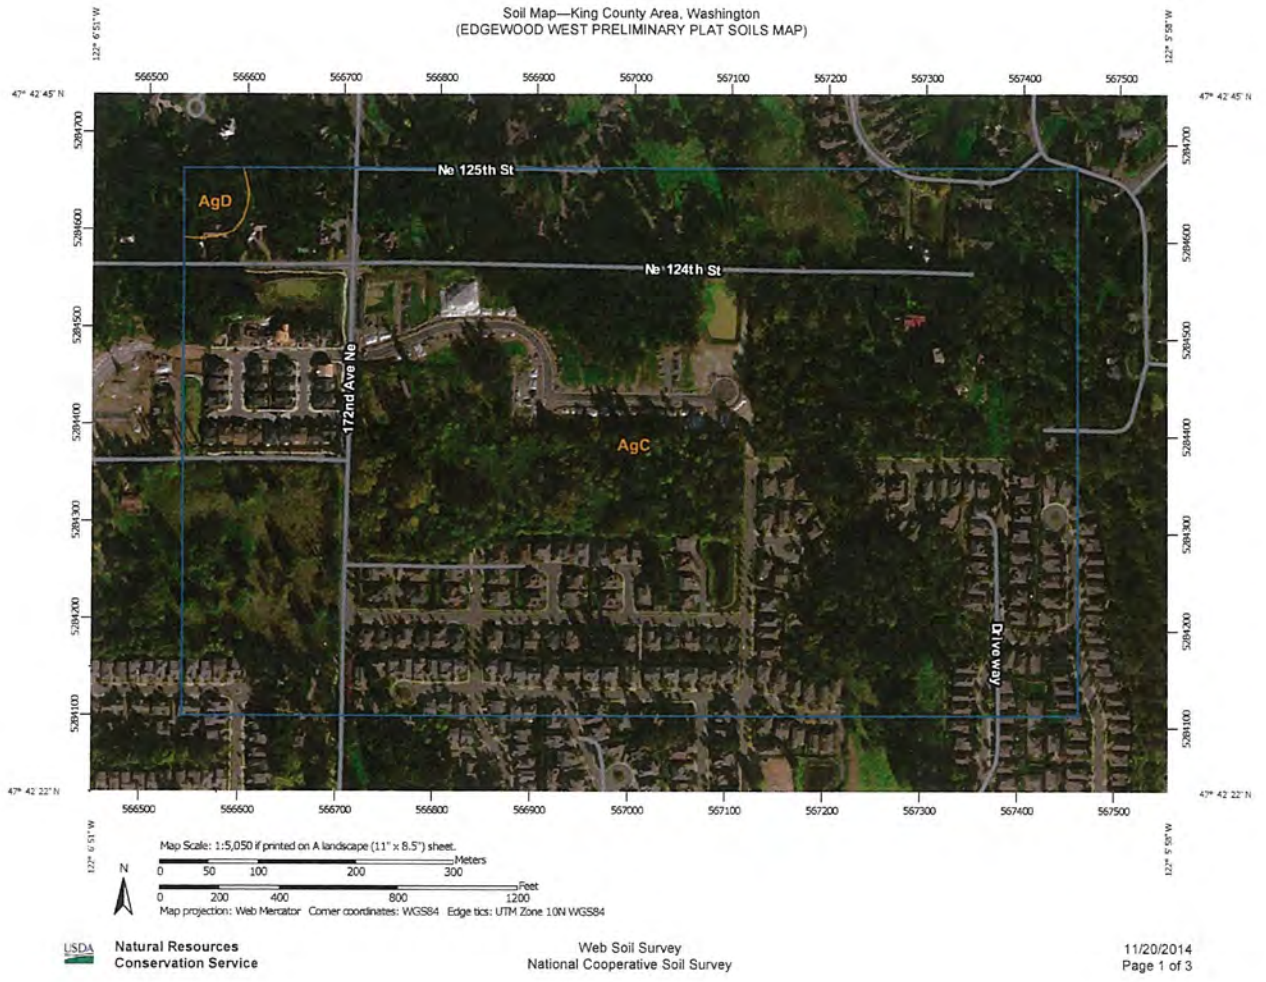 Soil Map—King County Area, Washington
(EDGEWOOD WEST PRELIMINARY PLAT SOILS MAP)
122° 6' 51" W
122° 5' 58" W
566500 566600 566700 566800 566900 567000 567100 567200 567300 567400 567500
47° 42' 45" N
47° 42' 45" N
5284700
5284700
Ne 125th St
AgD
5284600
5284600
Ne 124th St
5284500
5284500
172nd Ave Ne
5284400
5284400
AgC
5284300
5284300
5284200
5284200
Driveway
5284100
5284100
47° 42' 22" N
47° 42' 22" N
566500 566600 566700 566800 566900 567000 567100 567200 567300 567400 567500
122° 6' 51" W
122° 5' 58" W
Map Scale: 1:5,050 if printed on A landscape (11" x 8.5") sheet.
N
Meters
0 50 100 200 300
Feet
0 200 400 800 1200
Map projection: Web Mercator Corner coordinates: WGS84 Edge tics: UTM Zone 10N WGS84
USDA
Natural Resources
Conservation Service
Web Soil Survey
National Cooperative Soil Survey
11/20/2014
Page 1 of 3